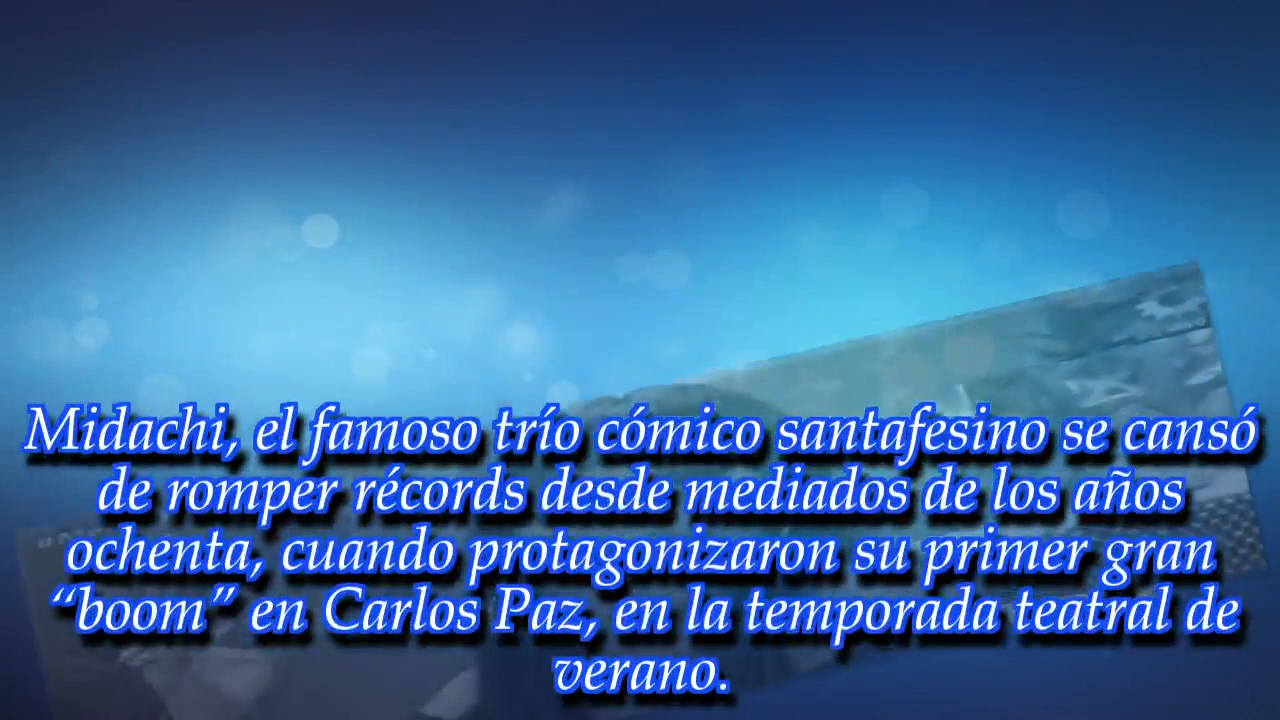 Midachi, el famoso trío cómico santafesino se cansó
de romper récords desde mediados de los años
ochenta, cuando protagonizaron su primer gran
“boom” en Carlos Paz, en la temporada teatral de
verano.